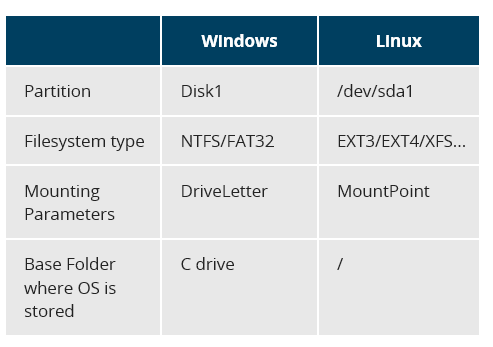 Windows Linux
Partition Disk1 /dev/sda1
Filesystem type NTFS/FAT32 EXT3/EXT4/XFS...
Mounting DriveLetter MountPoint
Parameters
Base Folder C drive /
where OS is
stored